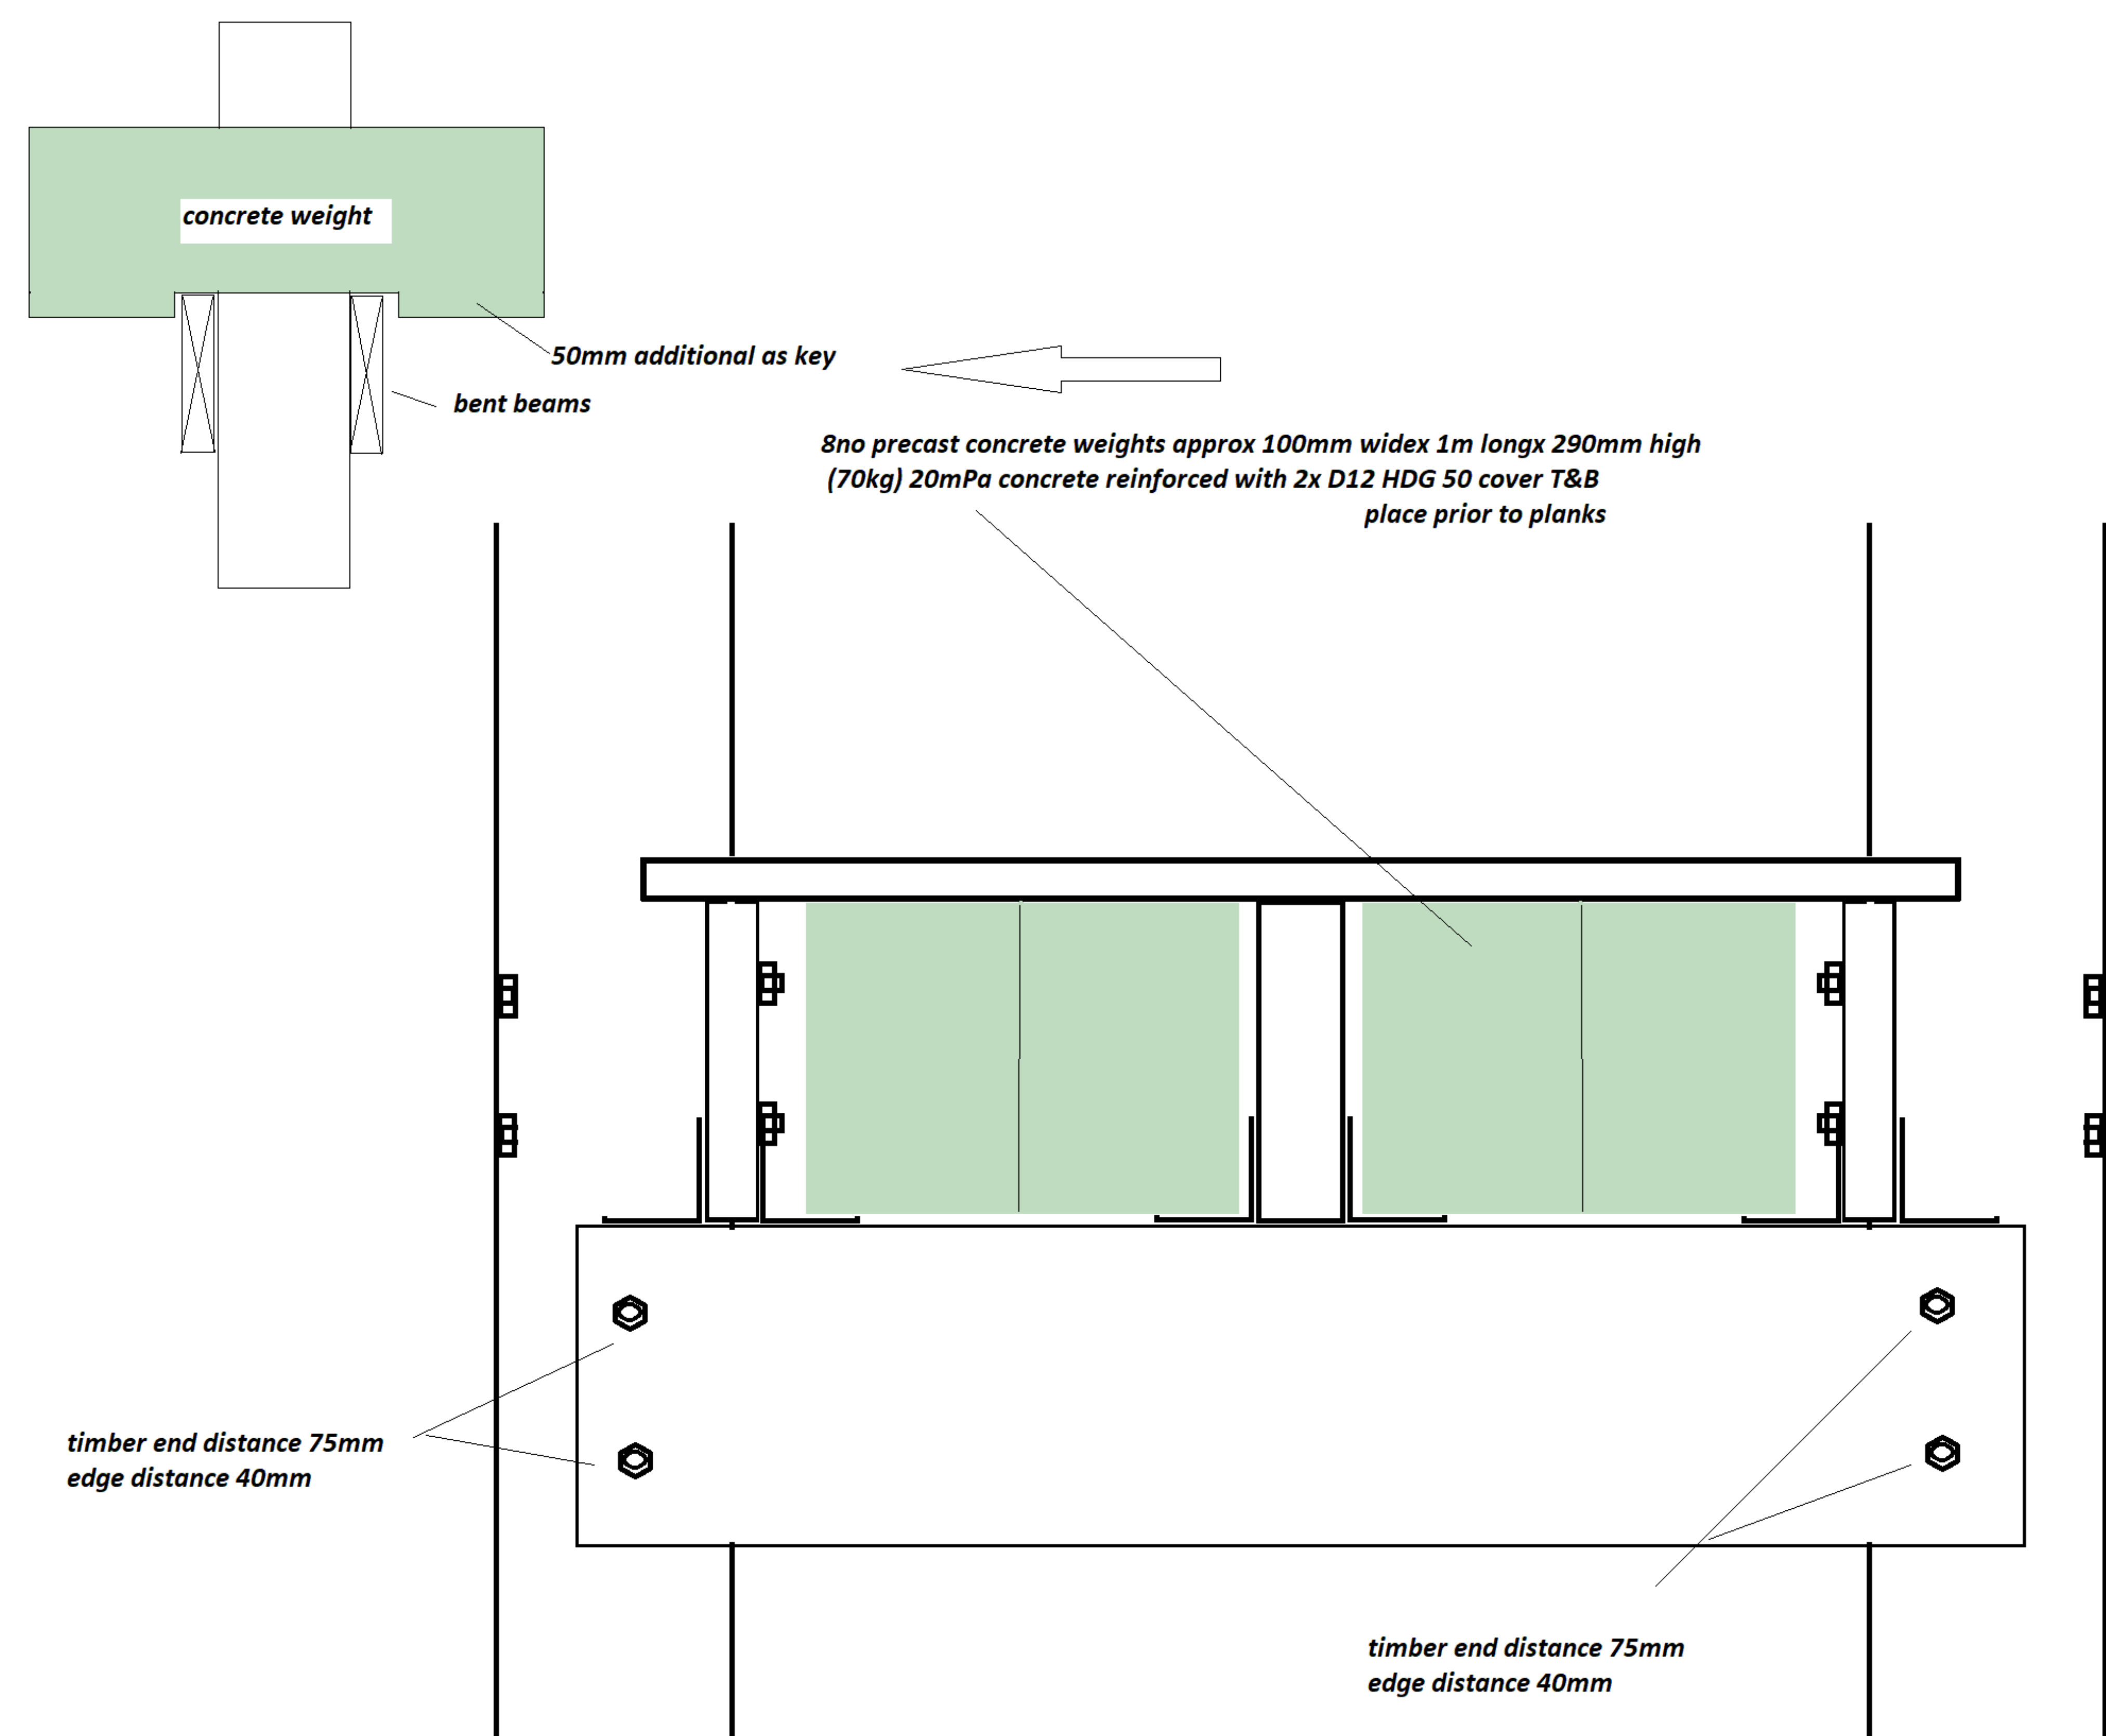 concrete weight
50mm additional as key
bent beams
8no precast concrete weights approx 100mm widex 1m longx 290mm high
(70kg) 20mPa concrete reinforced with 2x D12 HDG 50 cover T&B
place prior to planks
timber end distance 75mm
edge distance 40mm
timber end distance 75mm
edge distance 40mm